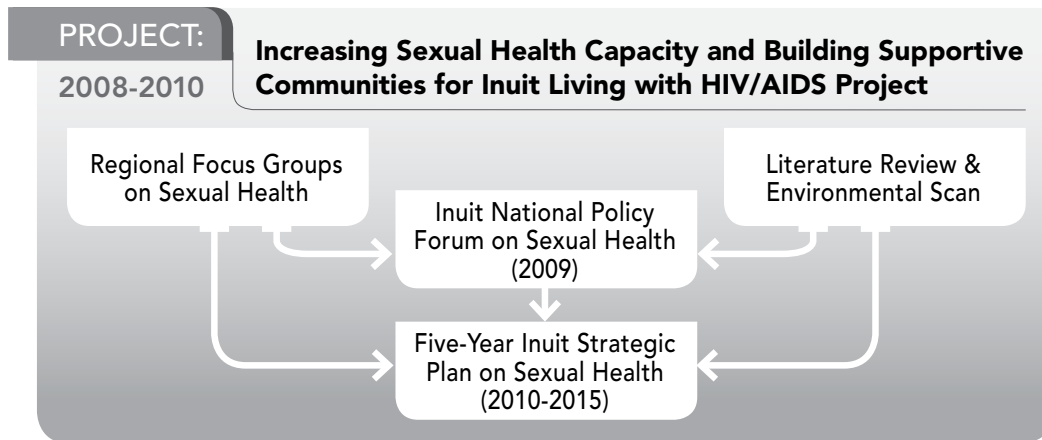 PROJECT:
2008-2010
Increasing Sexual Health Capacity and Building Supportive
Communities for Inuit Living with HIV/AIDS Project
Regional Focus Groups
on Sexual Health
Literature Review &
Environmental Scan
Inuit National Policy
Forum on Sexual Health
(2009)
Five-Year Inuit Strategic
Plan on Sexual Health
(2010-2015)